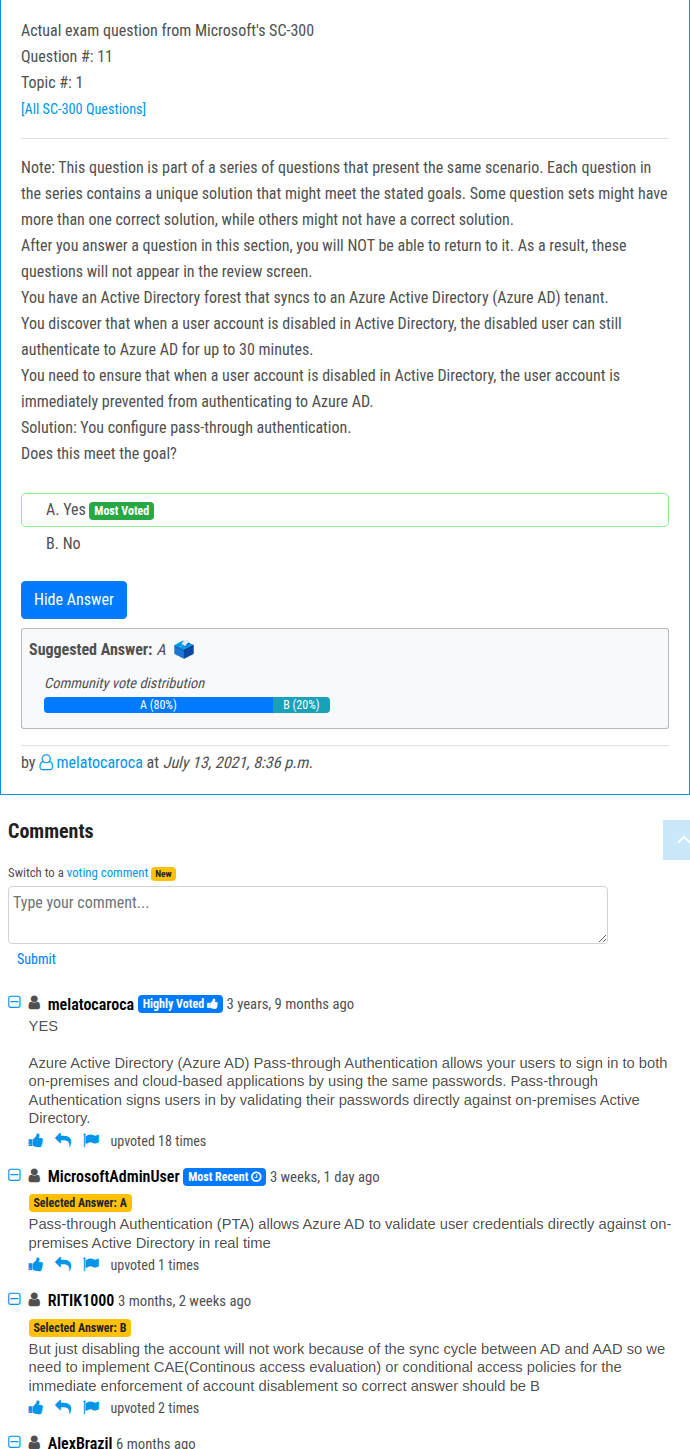 Actual exam question from Microsoft's SC-300
Question #: 11
Topic #: 1
[All SC-300 Questions]
Note: This question is part of a series of questions that present the same scenario. Each question in
the series contains a unique solution that might meet the stated goals. Some question sets might have
more than one correct solution, while others might not have a correct solution.
After you answer a question in this section, you will NOT be able to return to it. As a result, these
questions will not appear in the review screen.
You have an Active Directory forest that syncs to an Azure Active Directory (Azure AD) tenant.
You discover that when a user account is disabled in Active Directory, the disabled user can still
authenticate to Azure AD for up to 30 minutes.
You need to ensure that when a user account is disabled in Active Directory, the user account is
immediately prevented from authenticating to Azure AD.
Solution: You configure pass-through authentication.
Does this meet the goal?
A. Yes Most Voted
B. No
Hide Answer
Suggested Answer: A
Community vote distribution
A (80%) B (20%)
by melatocaroca at July 13, 2021, 8:36 p.m.
Comments
Switch to a voting comment New
Type your comment...
Submit
melatocaroca Highly Voted 3 years, 9 months ago
YES
Azure Active Directory (Azure AD) Pass-through Authentication allows your users to sign in to both
on-premises and cloud-based applications by using the same passwords. Pass-through
Authentication signs users in by validating their passwords directly against on-premises Active
Directory.
upvoted 18 times
MicrosoftAdminUser Most Recent 3 weeks, 1 day ago
Selected Answer: A
Pass-through Authentication (PTA) allows Azure AD to validate user credentials directly against on-
premises Active Directory in real time
upvoted 1 times
RITIK1000 3 months, 2 weeks ago
Selected Answer: B
But just disabling the account will not work because of the sync cycle between AD and AAD so we
need to implement CAE(Continous access evaluation) or conditional access policies for the
immediate enforcement of account disablement so correct answer should be B
upvoted 2 times
AlexBrazil 6 months ago